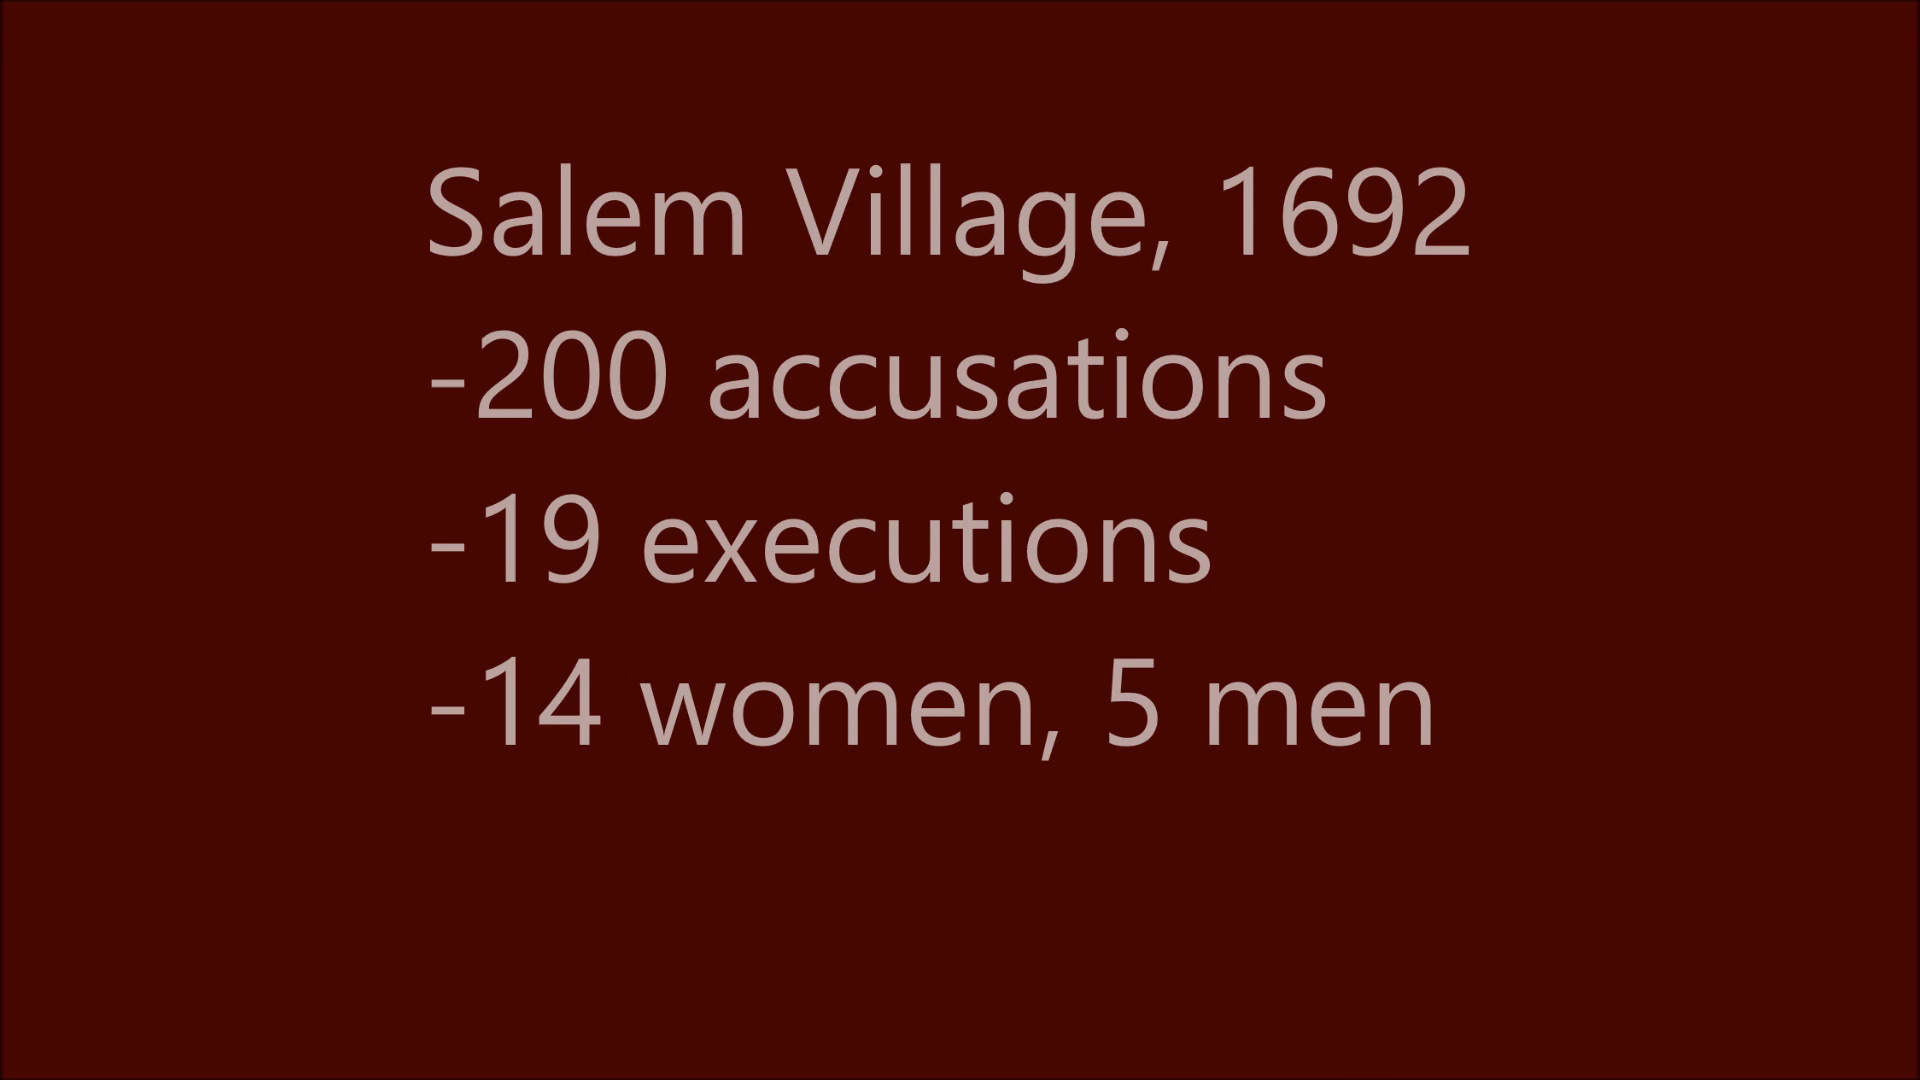 Salem Village, 1692
-200 accusations
-19 executions
-14 women, 5 men